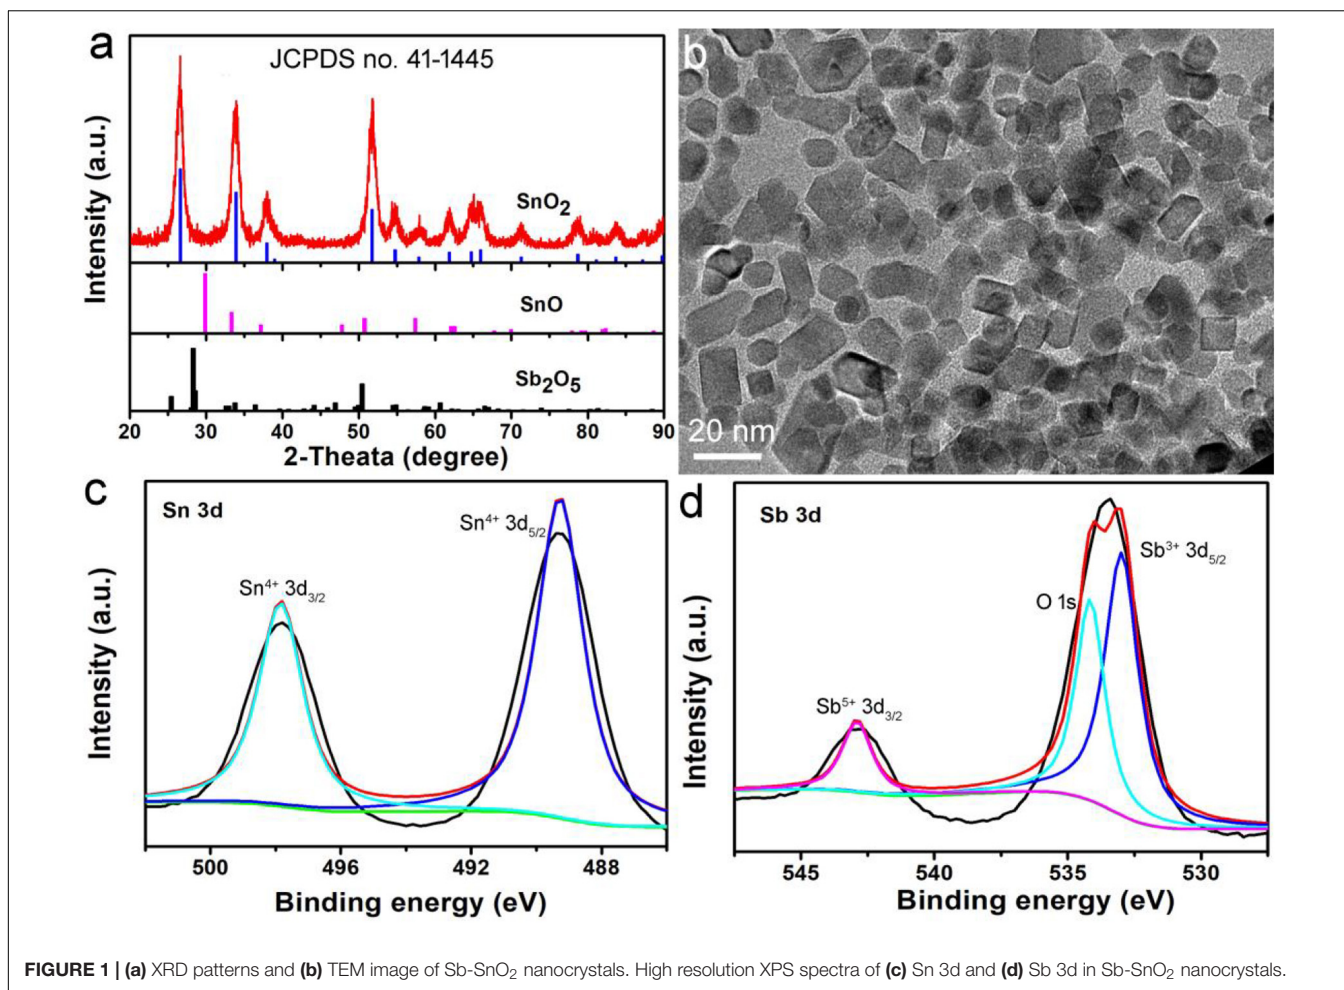 a
JCPDS no. 41-1445
SnO₂
SnO
Sb₂O₅
Intensity (a.u.)
20 30 40 50 60 70 80 90
2-Theata (degree)
b
20 nm
c
Sn 3d
Sn⁴⁺ 3d₅/₂
Sn⁴⁺ 3d₃/₂
Intensity (a.u.)
500 496 492 488
Binding energy (eV)
d
Sb 3d
Sb³⁺ 3d₅/₂
O 1s
Sb⁵⁺ 3d₃/₂
Intensity (a.u.)
545 540 535 530
Binding energy (eV)
FIGURE 1 | (a) XRD patterns and (b) TEM image of Sb-SnO₂ nanocrystals. High resolution XPS spectra of (c) Sn 3d and (d) Sb 3d in Sb-SnO₂ nanocrystals.